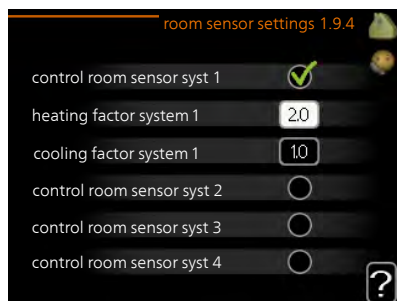 room sensor settings 1.9.4
control room sensor syst 1
heating factor system 1 2.0
cooling factor system 1 1.0
control room sensor syst 2
control room sensor syst 3
control room sensor syst 4
?